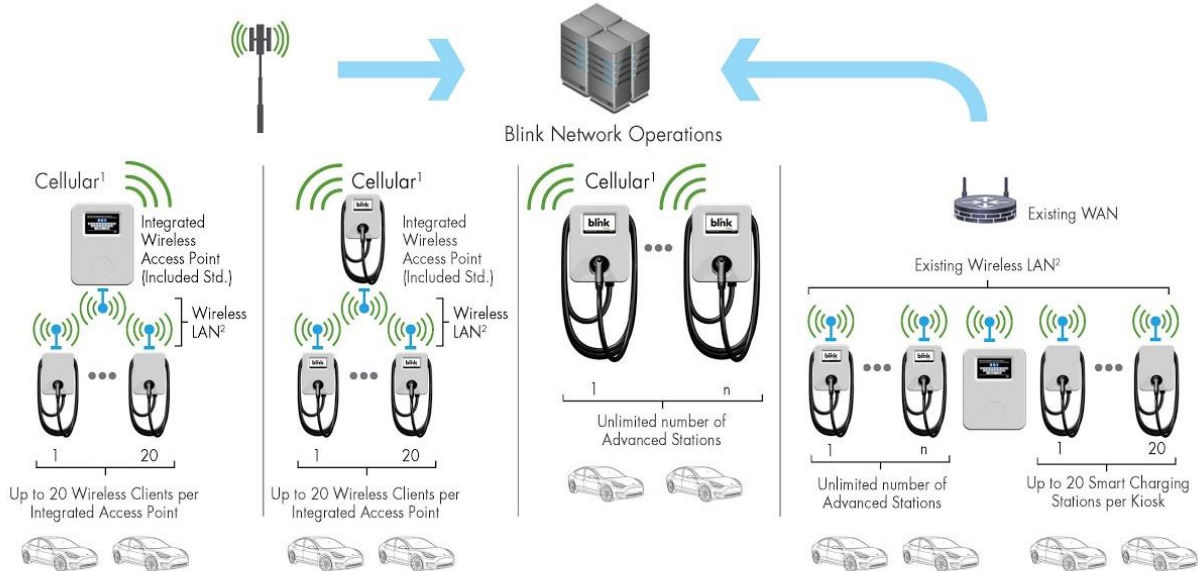 Blink Network Operations
Cellular¹
Integrated
Wireless
Access Point
(Included Std.)
Wireless
LAN²
1
20
Up to 20 Wireless Clients per
Integrated Access Point
Cellular¹
blink
Integrated
Wireless
Access Point
(Included Std.)
Wireless
LAN²
blink
blink
1
20
Up to 20 Wireless Clients per
Integrated Access Point
Cellular¹
blink
blink
1
n
Unlimited number of
Advanced Stations
Existing WAN
Existing Wireless LAN²
blink
blink
1
n
1
20
Unlimited number of
Advanced Stations
Up to 20 Smart Charging
Stations per Kiosk